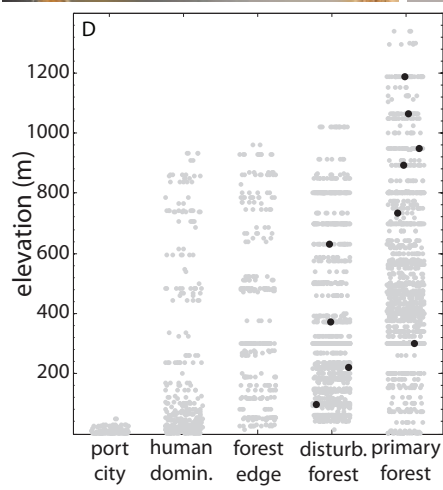 D
1200
1000
800
600
400
200
elevation (m)
port city
human domin.
forest edge
disturb. forest
primary forest